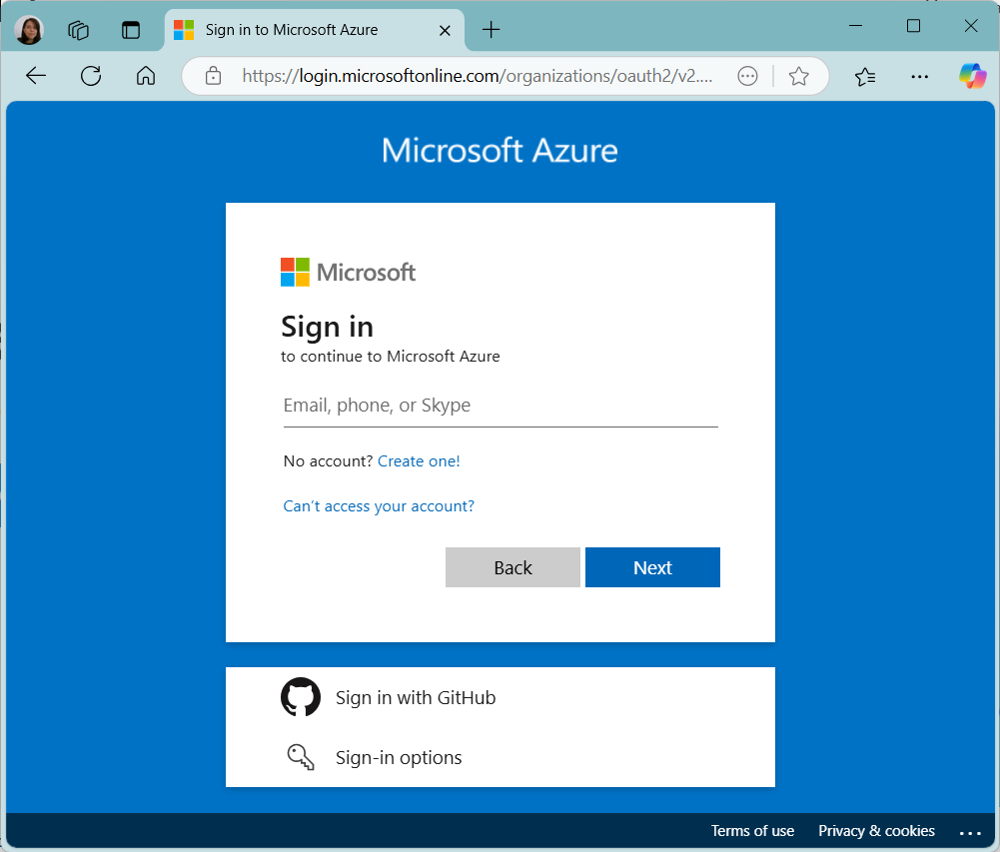 Sign in to Microsoft Azure
https://login.microsoftonline.com/organizations/oauth2/v2....
Microsoft Azure
Microsoft
Sign in
to continue to Microsoft Azure
Email, phone, or Skype
No account? Create one!
Can't access your account?
Back Next
Sign in with GitHub
Sign-in options
Terms of use Privacy & cookies ...